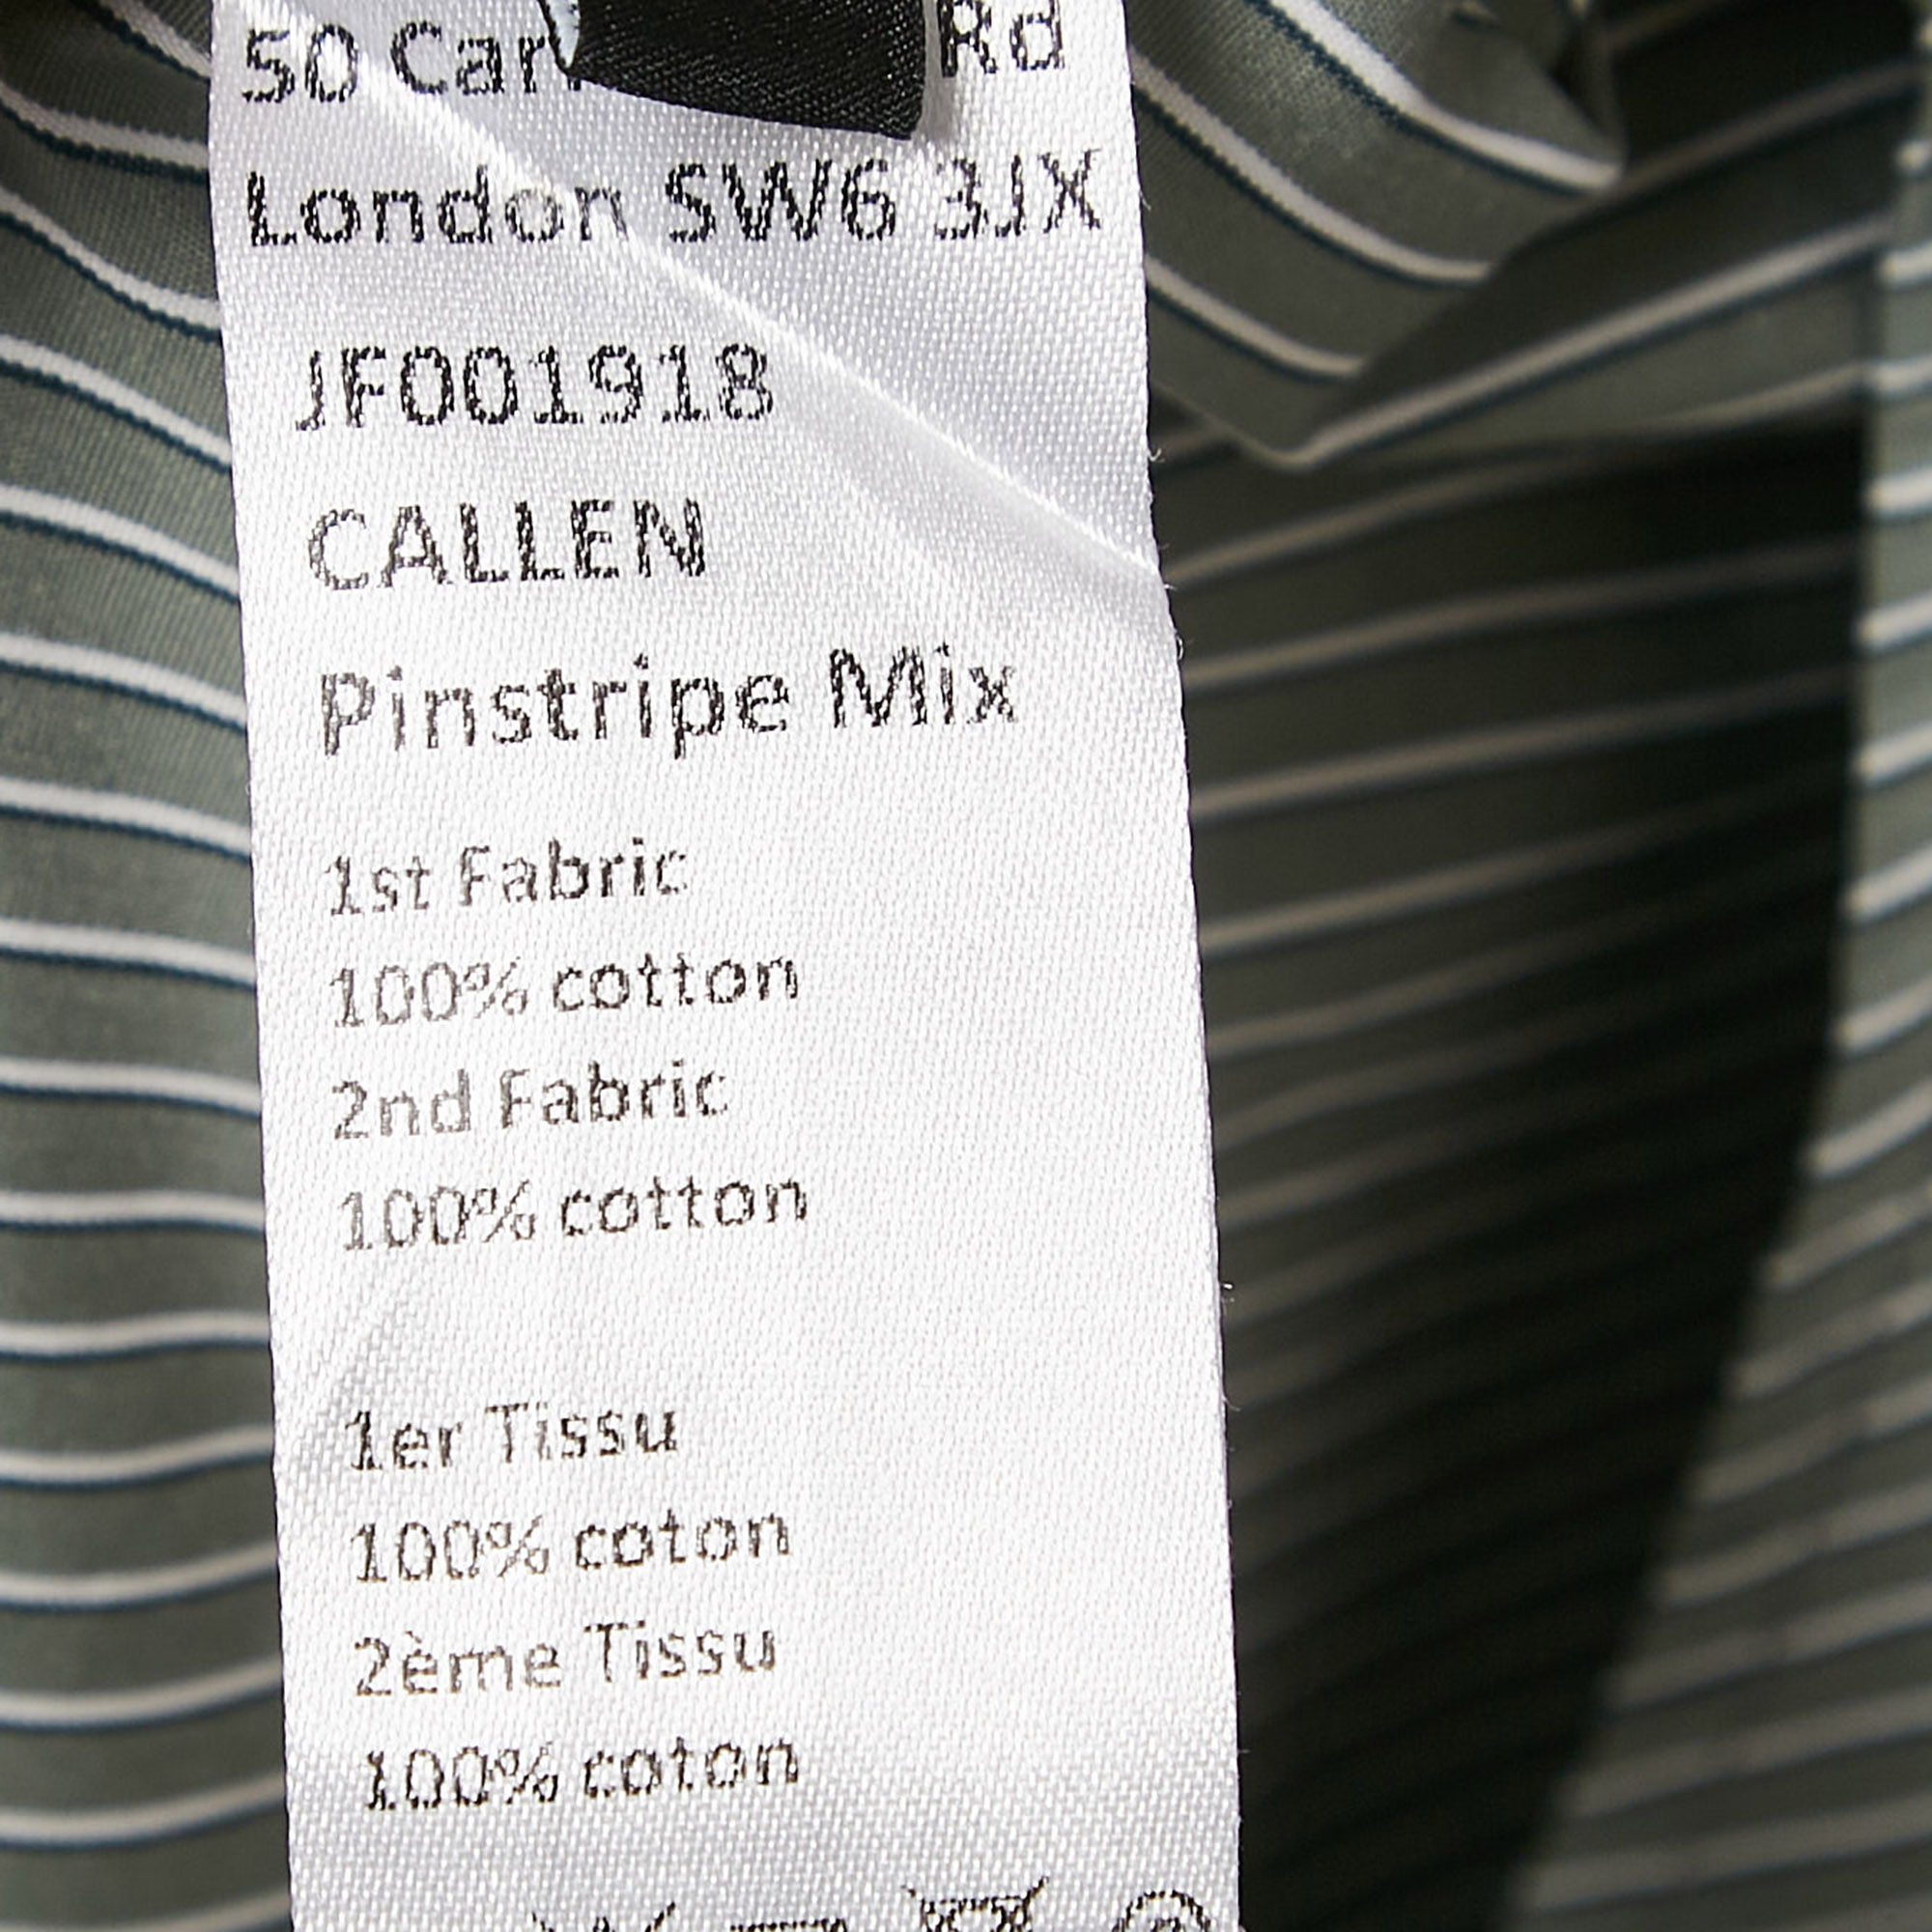 50 Rd
London SW6 3JX
JF001918
CALLEN
Pinstripe Mix
1st Fabric
100% cotton
2nd Fabric
100% cotton
1er Tissu
100% coton
2ème Tissu
100% coton